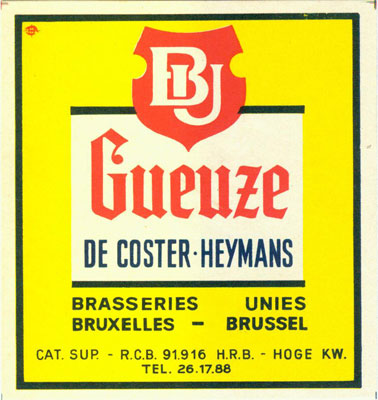 BJ
Gueuze
DE COSTER·HEYMANS
BRASSERIES UNIES
BRUXELLES - BRUSSEL
CAT. SUP. - R.C.B. 91.916 H.R.B. - HOGE KW.
TEL. 26.17.88